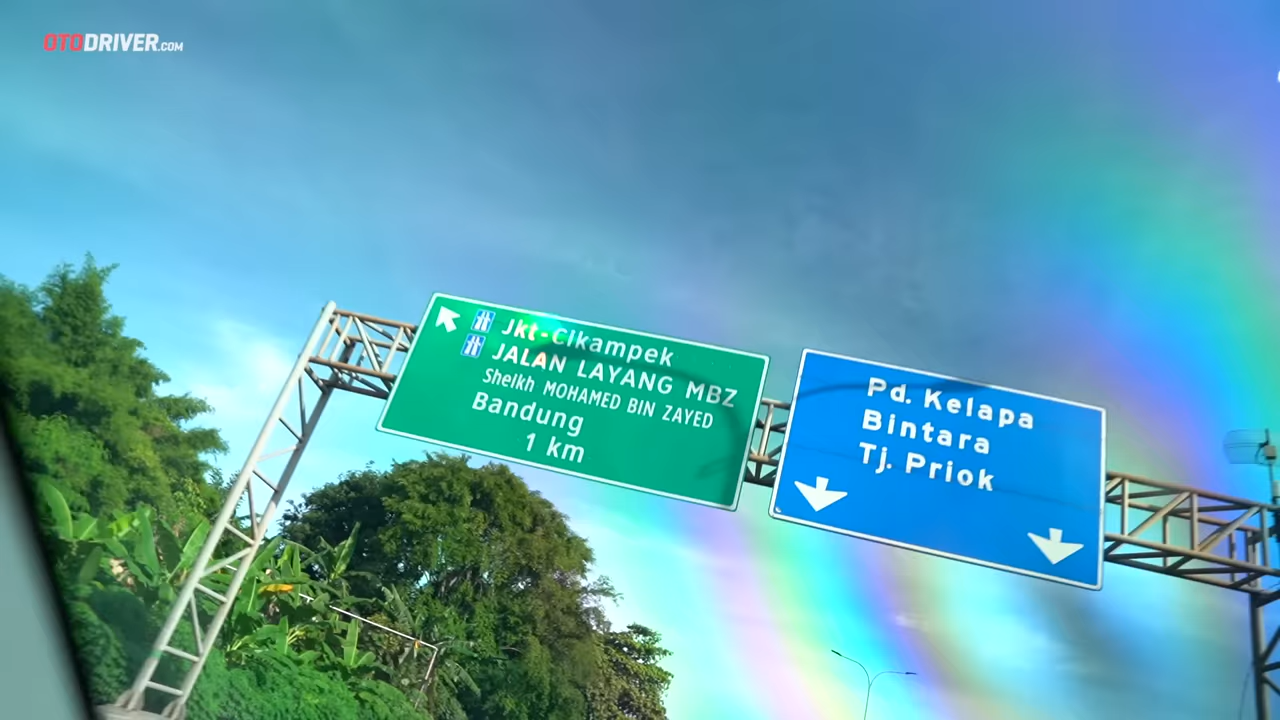 OTODRIVER.COM
Jkt-Cikampek
JALAN LAYANG MBZ
Sheikh MOHAMED BIN ZAYED
Bandung
1 km
Pd. Kelapa
Bintara
Tj. Priok